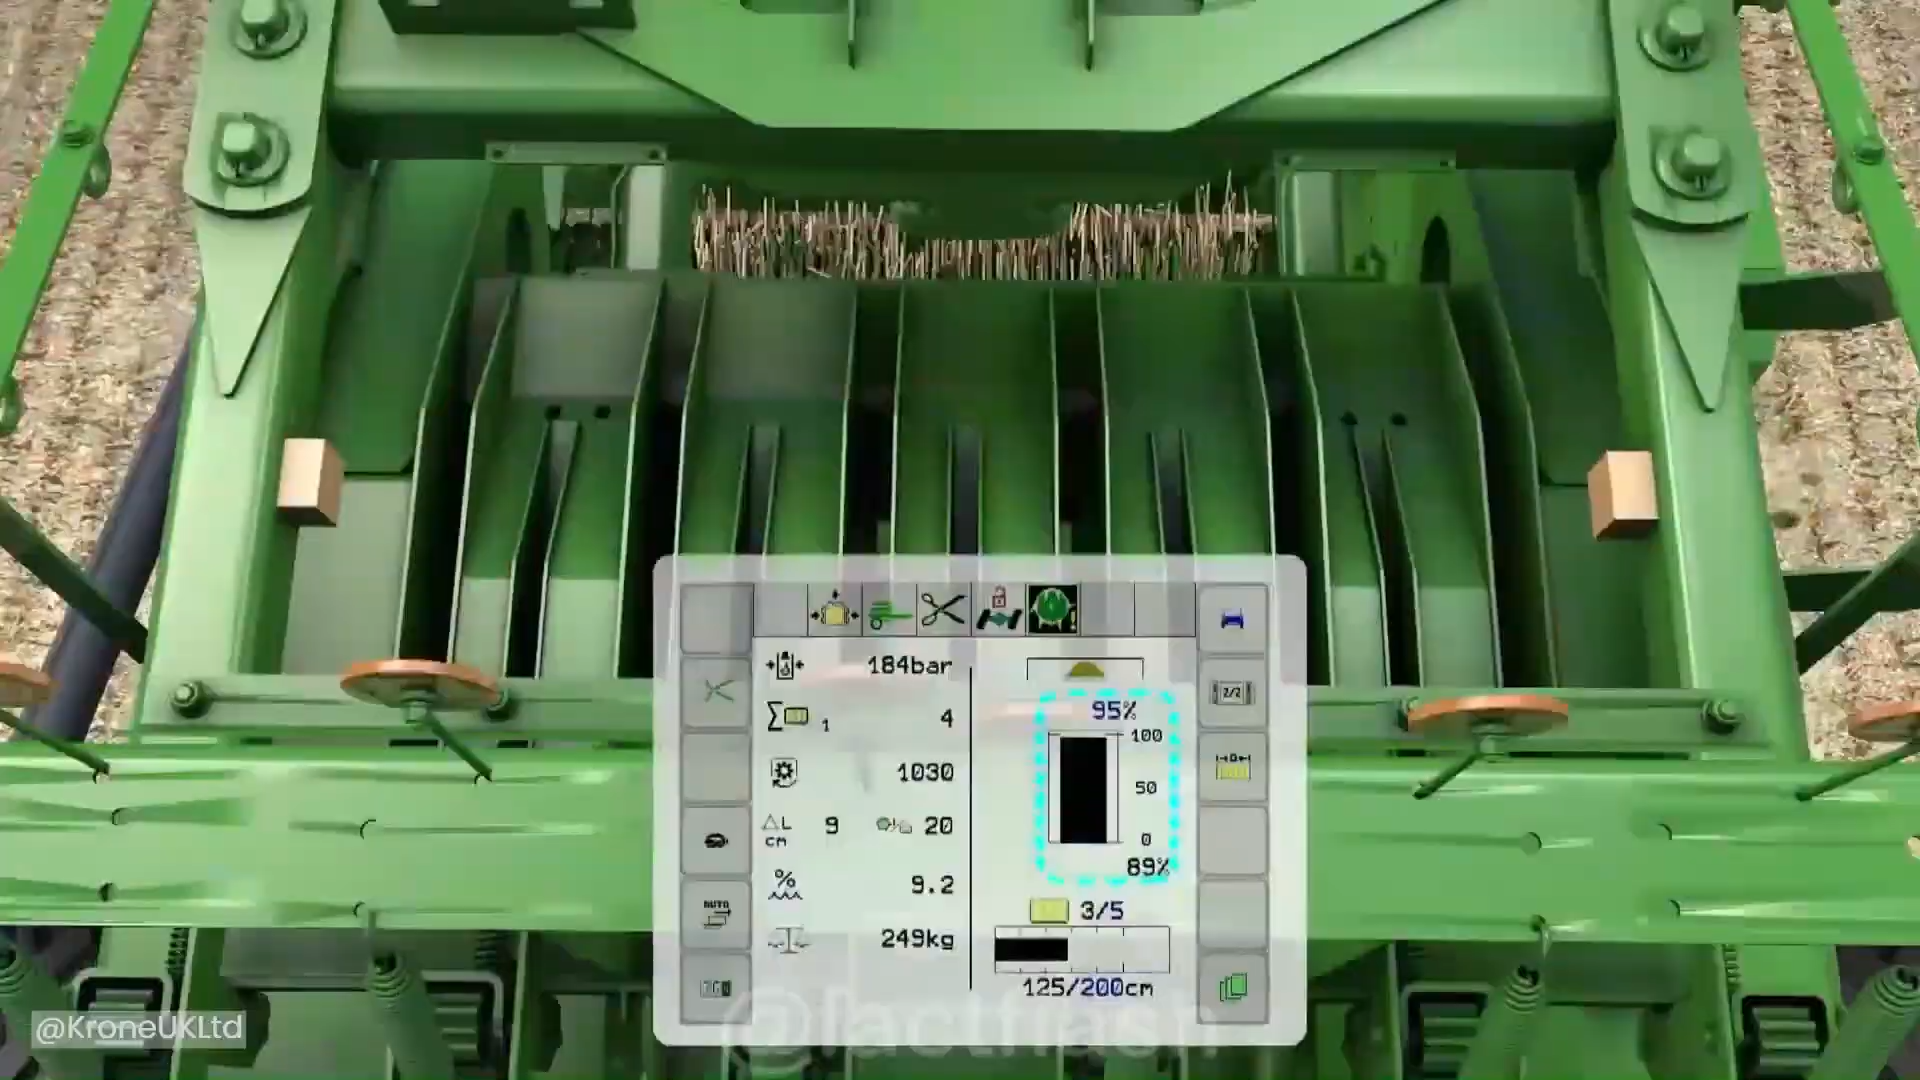 184bar
95%
1
4
100
1030
50
△L
cm
9
20
0
%
9.2
89%
3/5
AUTO
249kg
125/200cm
2/2
@KroneUKLtd
@factflash